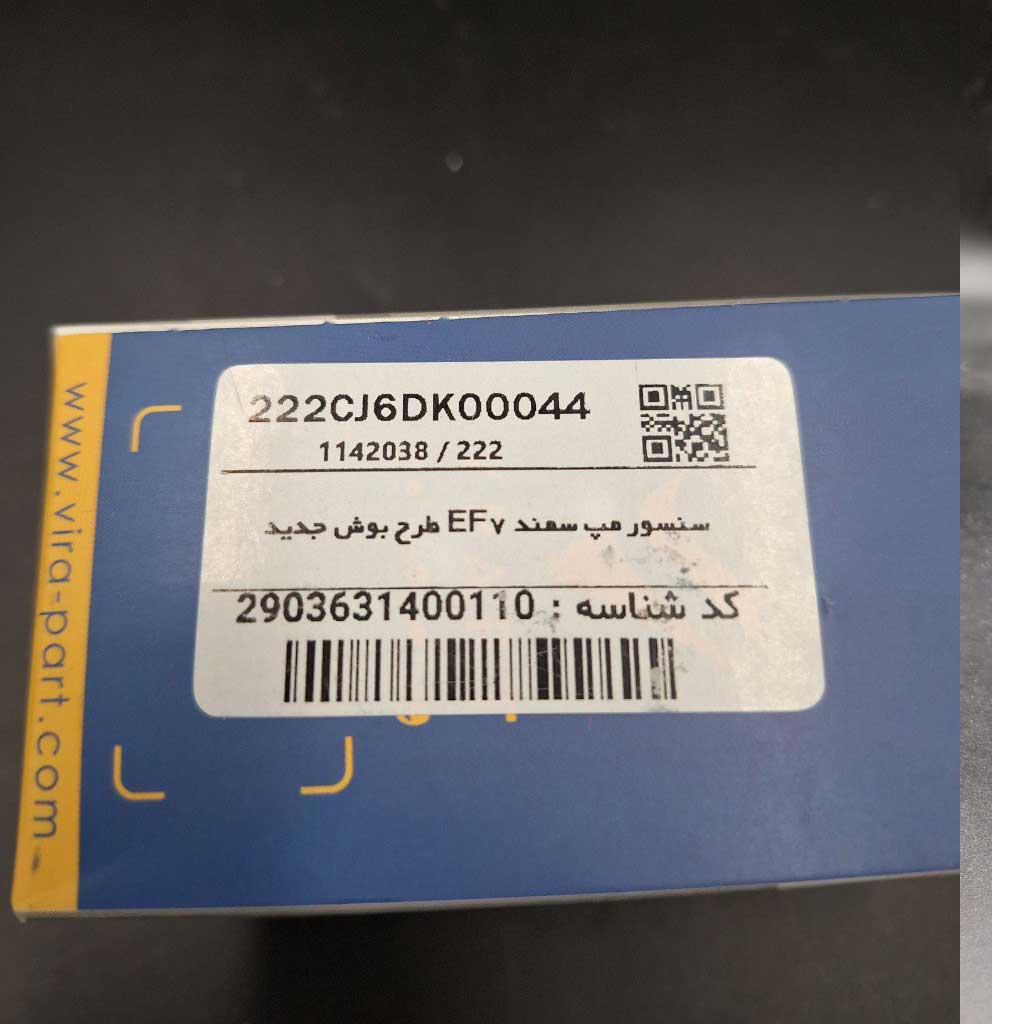 222CJ6DK00044
1142038 / 222
سنسور مپ سمند EF۷ طرح بوش جدید
کد شناسه : 2903631400110
www.vira-part.com